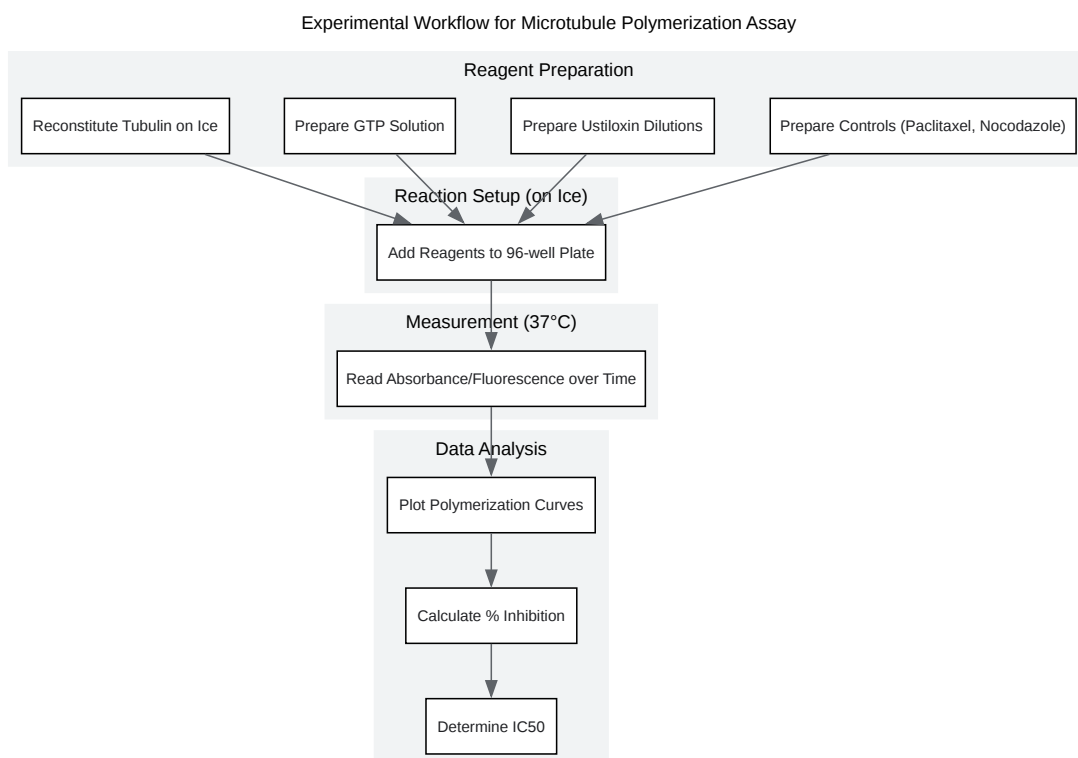 Experimental Workflow for Microtubule Polymerization Assay
Reagent Preparation
Reconstitute Tubulin on Ice
Prepare GTP Solution
Prepare Ustiloxin Dilutions
Prepare Controls (Paclitaxel, Nocodazole)
Reaction Setup (on Ice)
Add Reagents to 96-well Plate
Measurement (37°C)
Read Absorbance/Fluorescence over Time
Data Analysis
Plot Polymerization Curves
Calculate % Inhibition
Determine IC50